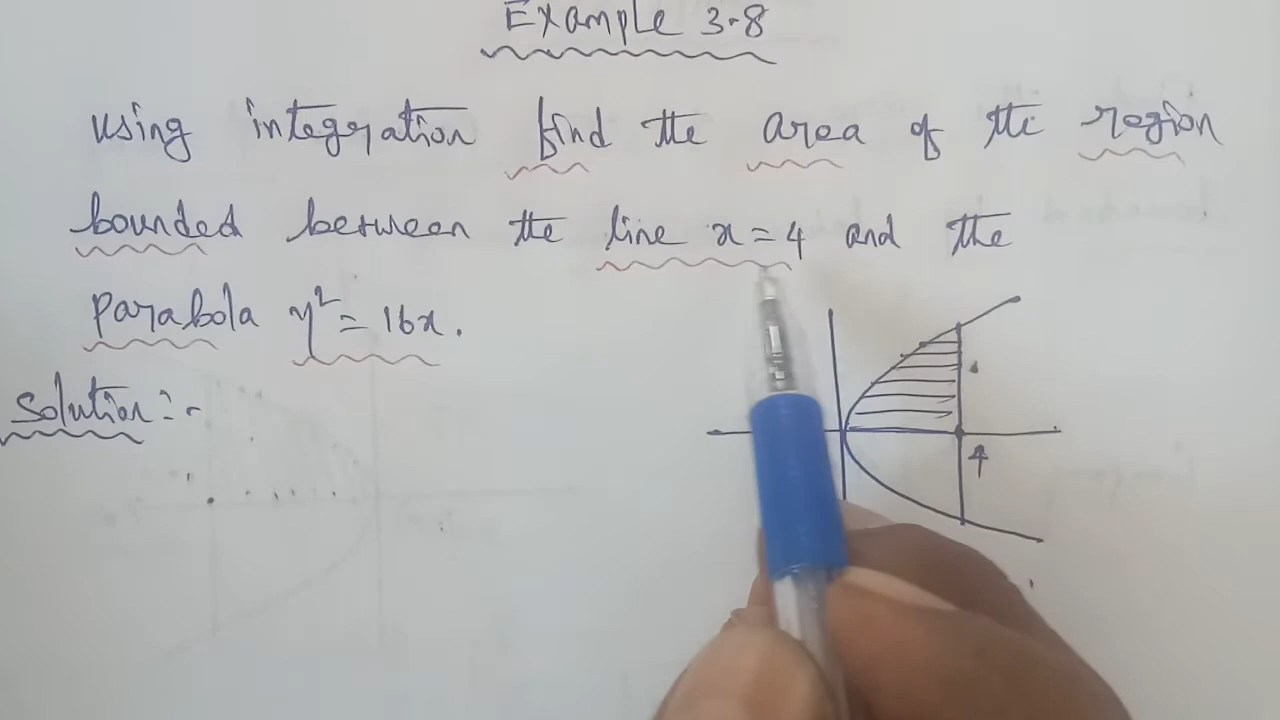 Example 3.8
using integration find the area of the region
bounded between the line x = 4 and the
Parabola y² = 16x.
Solution:-
4